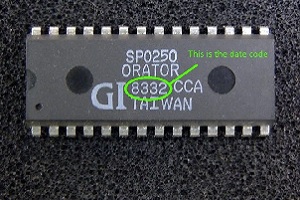 SP0250
This is the date code
ORATOR
GI 8332 CCA
TAIWAN